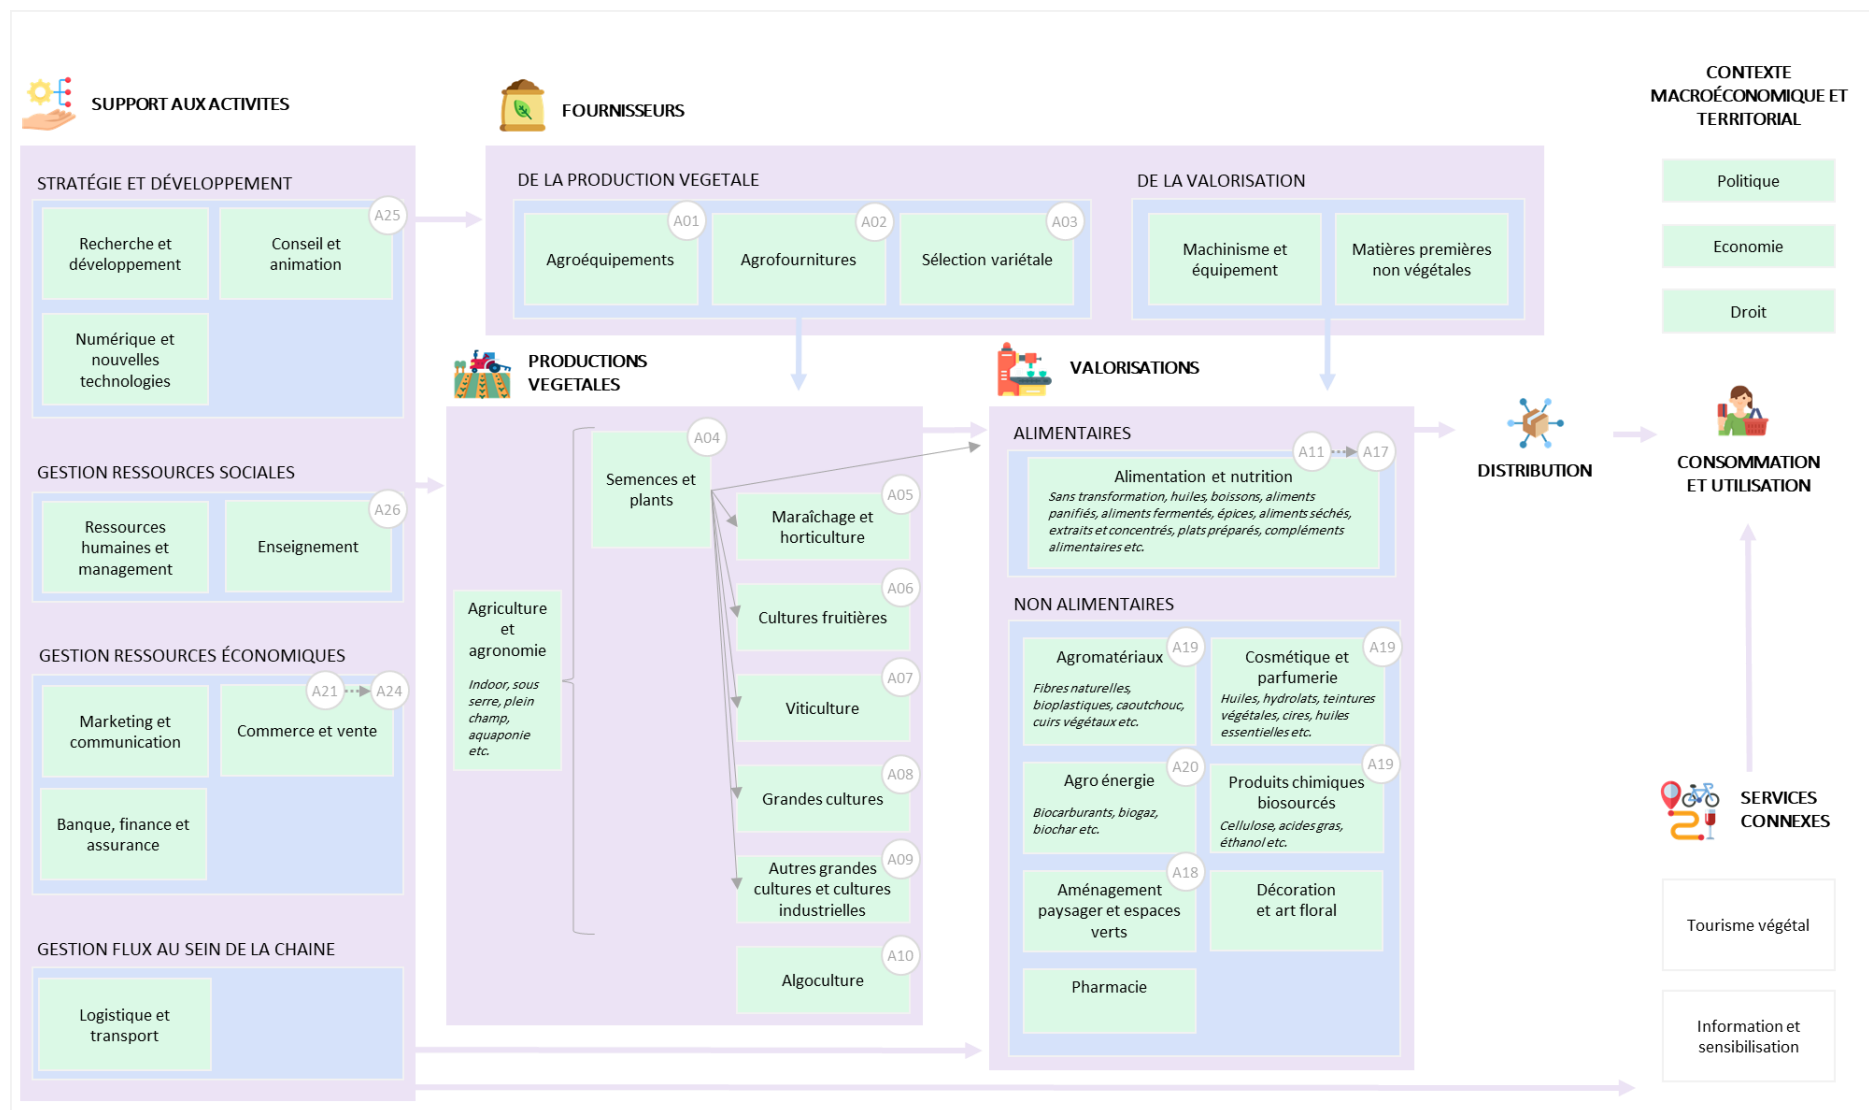 SUPPORT AUX ACTIVITES
STRATÉGIE ET DÉVELOPPEMENT
A25
Recherche et
développement
Conseil et
animation
Numérique et
nouvelles
technologies
GESTION RESSOURCES SOCIALES
A26
Ressources
humaines et
management
Enseignement
GESTION RESSOURCES ÉCONOMIQUES
A21
A24
Marketing et
communication
Commerce et vente
Banque, finance et
assurance
GESTION FLUX AU SEIN DE LA CHAINE
Logistique et
transport
FOURNISSEURS
DE LA PRODUCTION VEGETALE
A01
Agroéquipements
A02
Agrofournitures
A03
Sélection variétale
DE LA VALORISATION
Machinisme et
équipement
Matières premières
non végétales
PRODUCTIONS
VEGETALES
Agriculture
et
agronomie
Indoor, sous
serre, plein
champ,
aquaponie
etc.
A04
Semences et
plants
A05
Maraîchage et
horticulture
A06
Cultures fruitières
A07
Viticulture
A08
Grandes cultures
A09
Autres grandes
cultures et cultures
industrielles
A10
Algoculture
VALORISATIONS
ALIMENTAIRES
A11
A17
Alimentation et nutrition
Sans transformation, huiles, boissons, aliments
panifiés, aliments fermentés, épices, aliments séchés,
extraits et concentrés, plats préparés, compléments
alimentaires etc.
NON ALIMENTAIRES
A19
Agromatériaux
Fibres naturelles,
bioplastiques, caoutchouc,
cuirs végétaux etc.
A19
Cosmétique et
parfumerie
Huiles, hydrolats, teintures
végétales, cires, huiles
essentielles etc.
A20
Agro énergie
Biocarburants, biogaz,
biochar etc.
A19
Produits chimiques
biosourcés
Cellulose, acides gras,
éthanol etc.
A18
Aménagement
paysager et espaces
verts
Décoration
et art floral
Pharmacie
DISTRIBUTION
CONTEXTE
MACROÉCONOMIQUE ET
TERRITORIAL
Politique
Economie
Droit
CONSOMMATION
ET UTILISATION
SERVICES
CONNEXES
Tourisme végétal
Information et
sensibilisation